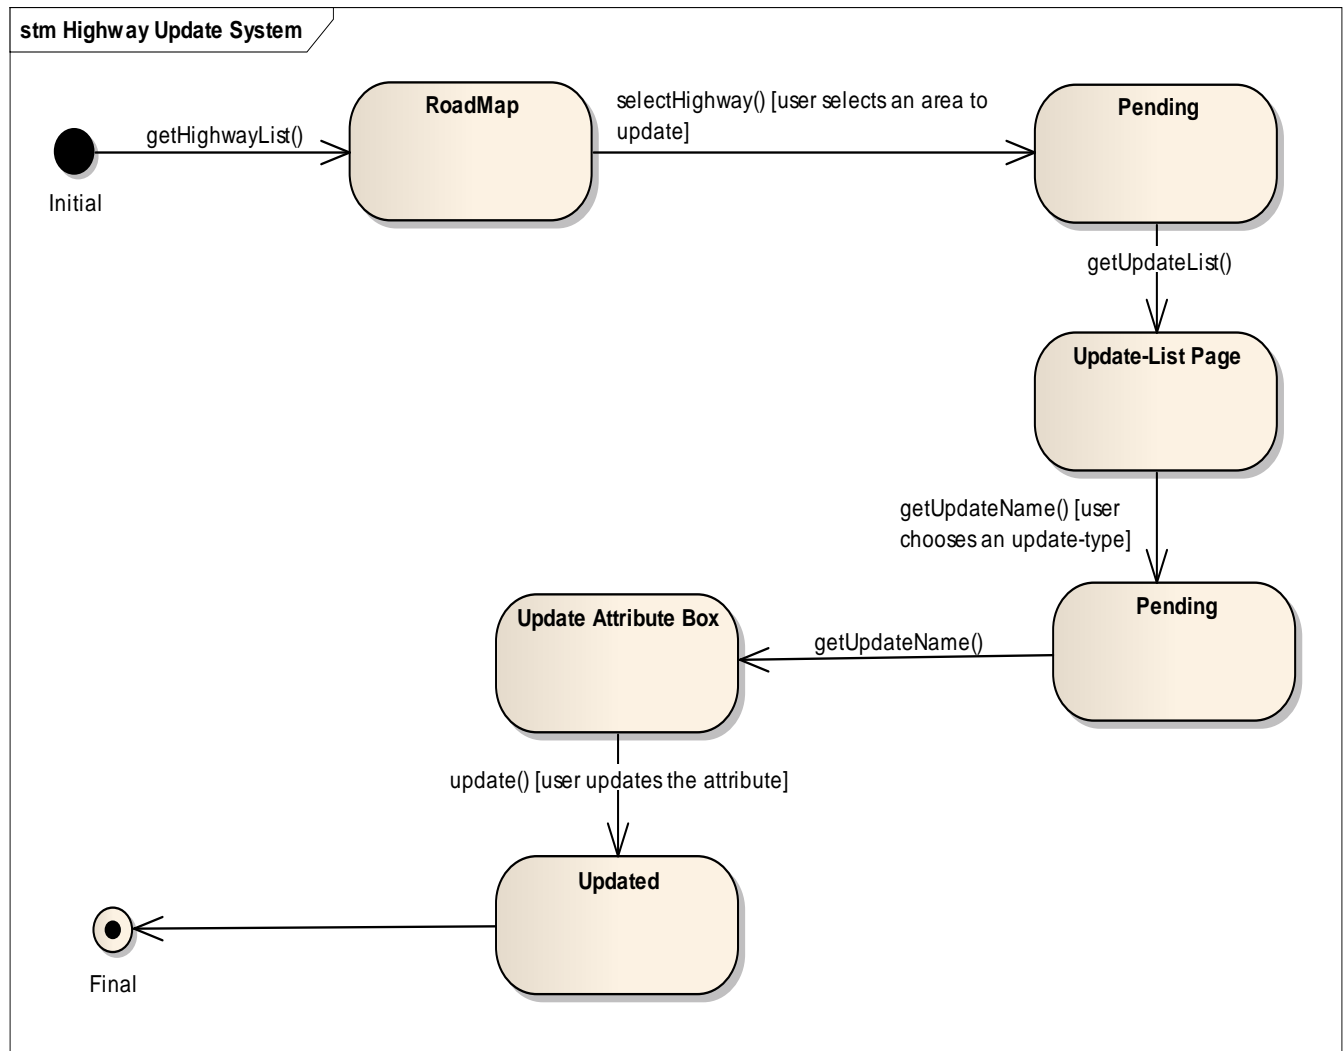 stm Highway Update System
RoadMap
selectHighway() [user selects an area to
update]
Pending
getHighwayList()
Initial
getUpdateList()
Update-List Page
getUpdateName() [user
chooses an update-type]
Pending
Update Attribute Box
getUpdateName()
update() [user updates the attribute]
Updated
Final